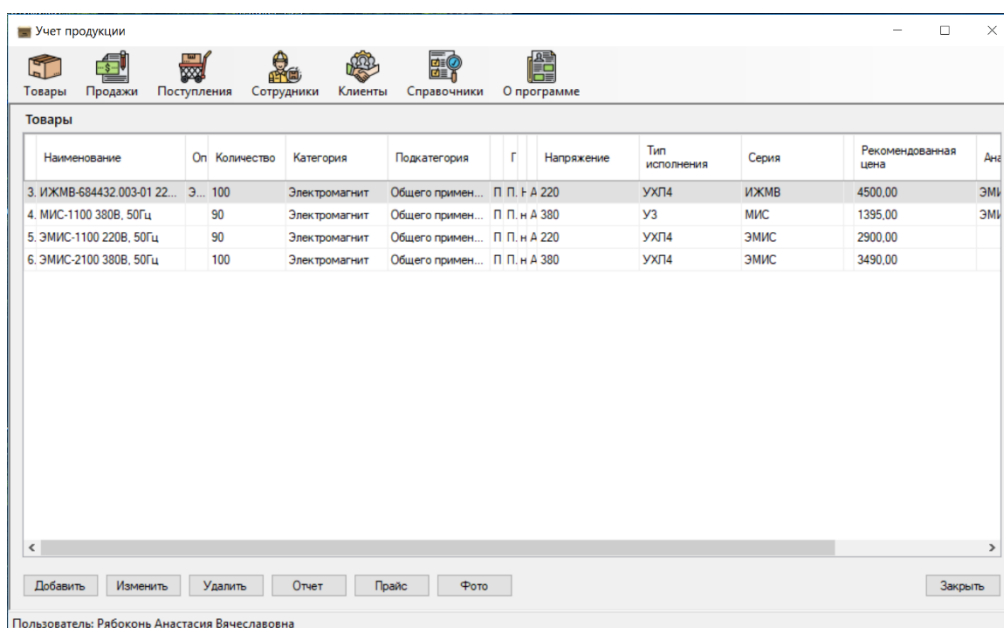 Учет продукции
Товары Продажи Поступления Сотрудники Клиенты Справочники О программе
Товары
Наименование Оп Количество Категория Подкатегория Г Напряжение Тип исполнения Серия Рекомендованная цена Ана
3. ИЖМВ-684432.003-01 22... Э... 100 Электромагнит Общего примен... П П. Н А 220 УХЛ4 ИЖМВ 4500,00 ЭМИ
4. МИС-1100 380В, 50Гц 90 Электромагнит Общего примен... П П. н А 380 У3 МИС 1395,00 ЭМИ
5. ЭМИС-1100 220В, 50Гц 90 Электромагнит Общего примен... П П. н А 220 УХЛ4 ЭМИС 2900,00
6. ЭМИС-2100 380В, 50Гц 100 Электромагнит Общего примен... П П. н А 380 УХЛ4 ЭМИС 3490,00
Добавить Изменить Удалить Отчет Прайс Фото Закрыть
Пользователь: Рябоконь Анастасия Вячеславовна